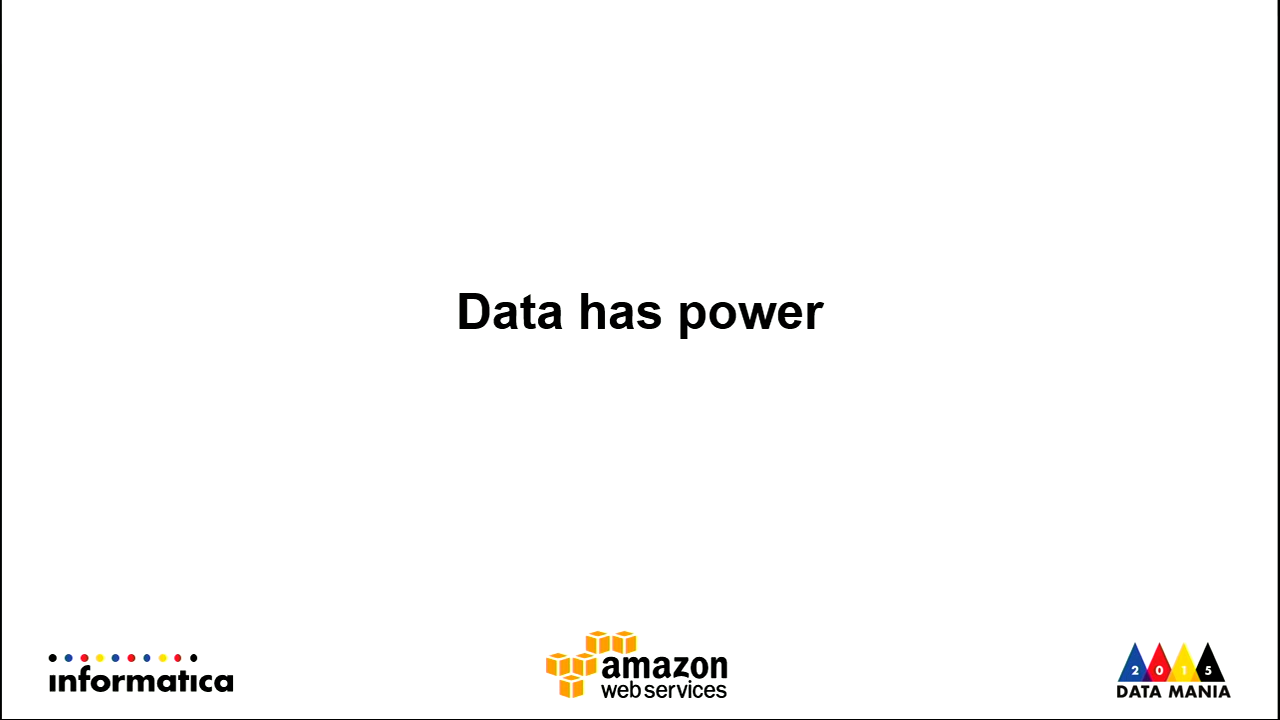 Data has power
informatica
amazon
web services
2015
DATA MANIA